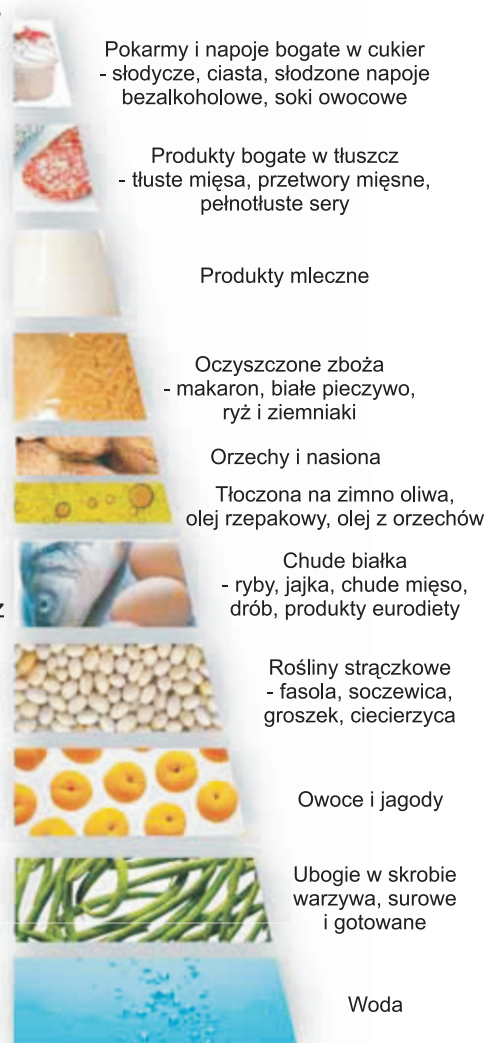 Pokarmy i napoje bogate w cukier
- słodycze, ciasta, słodzone napoje
bezalkoholowe, soki owocowe
Produkty bogate w tłuszcz
- tłuste mięsa, przetwory mięsne,
pełnotłuste sery
Produkty mleczne
Oczyszczone zboża
- makaron, białe pieczywo,
ryż i ziemniaki
Orzechy i nasiona
Tłoczona na zimno oliwa,
olej rzepakowy, olej z orzechów
Chude białka
- ryby, jajka, chude mięso,
drób, produkty eurodiety
Rośliny strączkowe
- fasola, soczewica,
groszek, ciecierzyca
Owoce i jagody
Ubogie w skrobie
warzywa, surowe
i gotowane
Woda